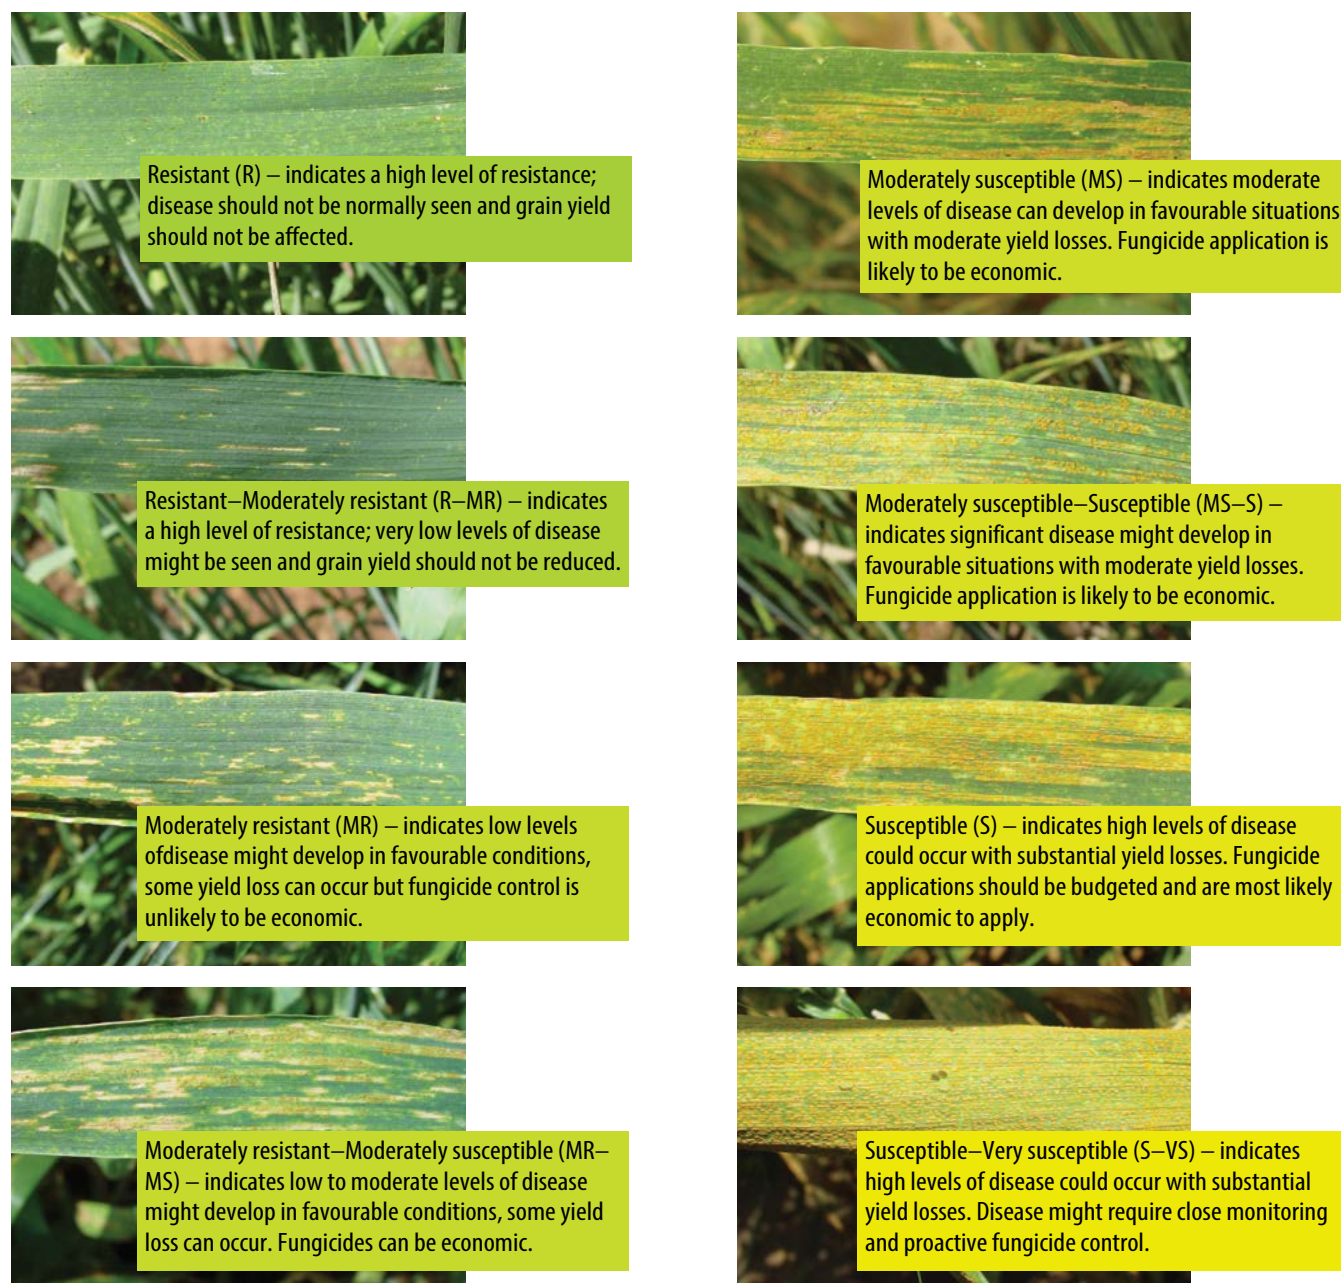 Resistant (R) – indicates a high level of resistance;
disease should not be normally seen and grain yield
should not be affected.
Resistant–Moderately resistant (R–MR) – indicates
a high level of resistance; very low levels of disease
might be seen and grain yield should not be reduced.
Moderately resistant (MR) – indicates low levels
ofdisease might develop in favourable conditions,
some yield loss can occur but fungicide control is
unlikely to be economic.
Moderately resistant–Moderately susceptible (MR–
MS) – indicates low to moderate levels of disease
might develop in favourable conditions, some yield
loss can occur. Fungicides can be economic.
Moderately susceptible (MS) – indicates moderate
levels of disease can develop in favourable situations
with moderate yield losses. Fungicide application is
likely to be economic.
Moderately susceptible–Susceptible (MS–S) –
indicates significant disease might develop in
favourable situations with moderate yield losses.
Fungicide application is likely to be economic.
Susceptible (S) – indicates high levels of disease
could occur with substantial yield losses. Fungicide
applications should be budgeted and are most likely
economic to apply.
Susceptible–Very susceptible (S–VS) – indicates
high levels of disease could occur with substantial
yield losses. Disease might require close monitoring
and proactive fungicide control.